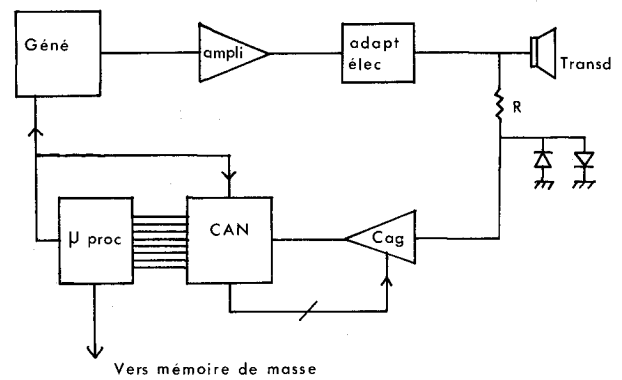 Géné
ampli
adapt
élec
Transd
R
µ proc
CAN
Cag
Vers mémoire de masse